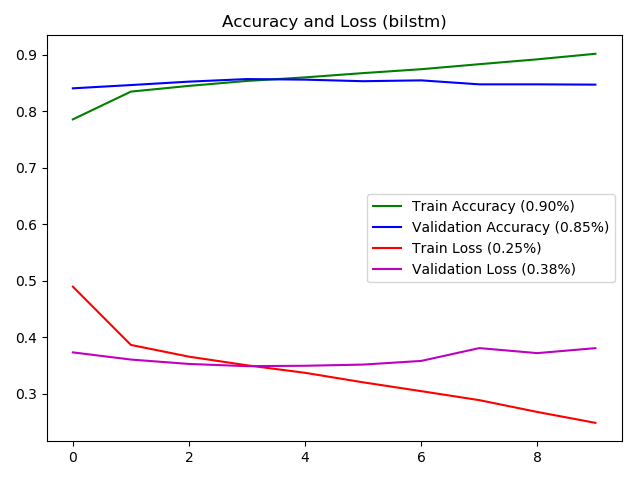 Accuracy and Loss (bilstm)
0.9
0.8
0.7
0.6
0.5
0.4
0.3
Train Accuracy (0.90%)
Validation Accuracy (0.85%)
Train Loss (0.25%)
Validation Loss (0.38%)
0 2 4 6 8